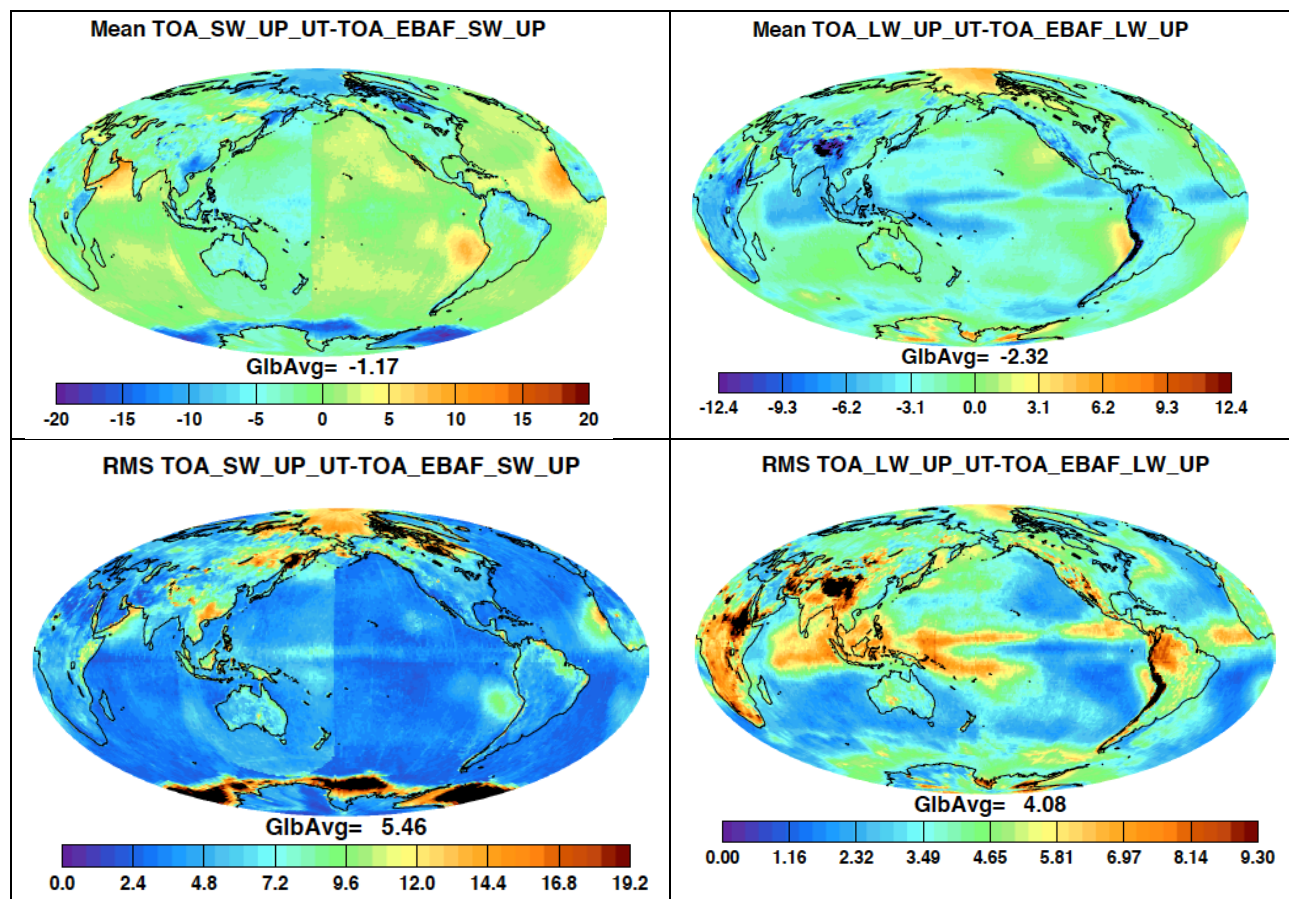 Mean TOA_SW_UP_UT-TOA_EBAF_SW_UP
GlbAvg= -1.17
-20 -15 -10 -5 0 5 10 15 20
Mean TOA_LW_UP_UT-TOA_EBAF_LW_UP
GlbAvg= -2.32
-12.4 -9.3 -6.2 -3.1 0.0 3.1 6.2 9.3 12.4
RMS TOA_SW_UP_UT-TOA_EBAF_SW_UP
GlbAvg= 5.46
0.0 2.4 4.8 7.2 9.6 12.0 14.4 16.8 19.2
RMS TOA_LW_UP_UT-TOA_EBAF_LW_UP
GlbAvg= 4.08
0.00 1.16 2.32 3.49 4.65 5.81 6.97 8.14 9.30